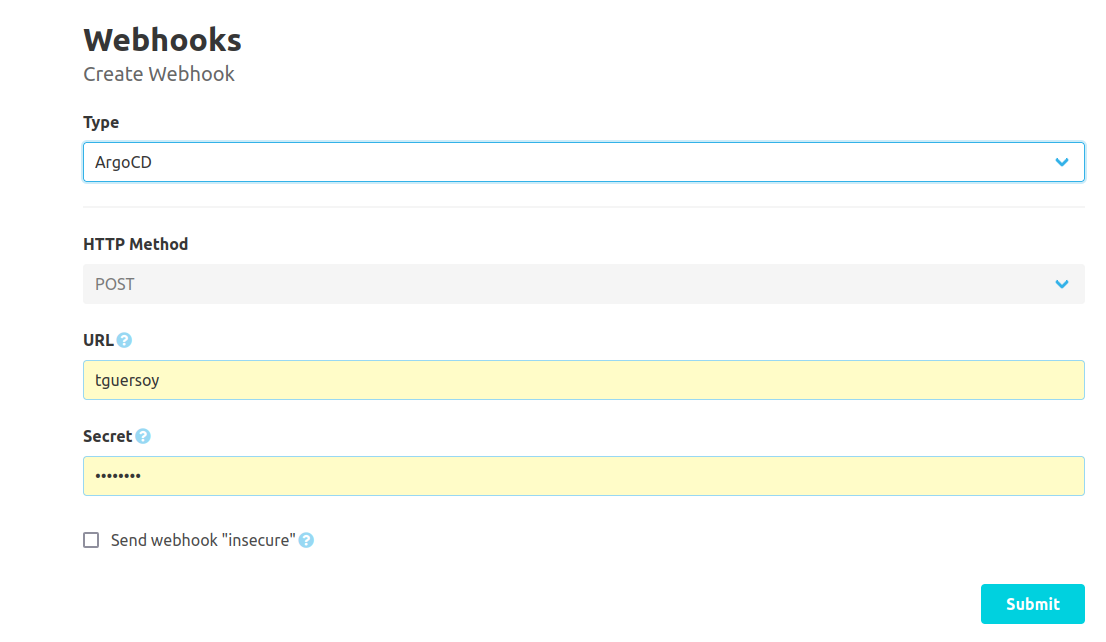 Webhooks
Create Webhook
Type
ArgoCD
HTTP Method
POST
URL ?
tguersoy
Secret ?
••••••••
Send webhook "insecure" ?
Submit